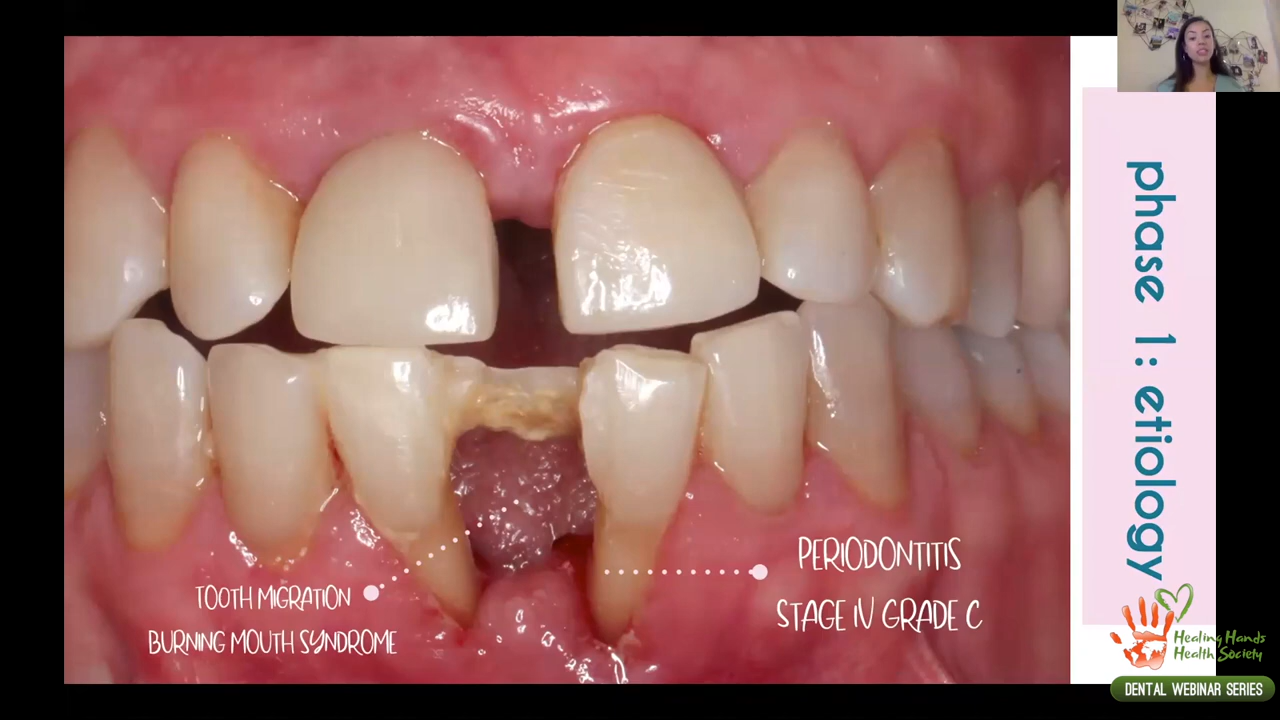 phase 1: etiology
TOOTH MIGRATION
BURNING MOUTH SYNDROME
PERIODONTITIS
STAGE IV GRADE C
Healing Hands
Health Society
DENTAL WEBINAR SERIES